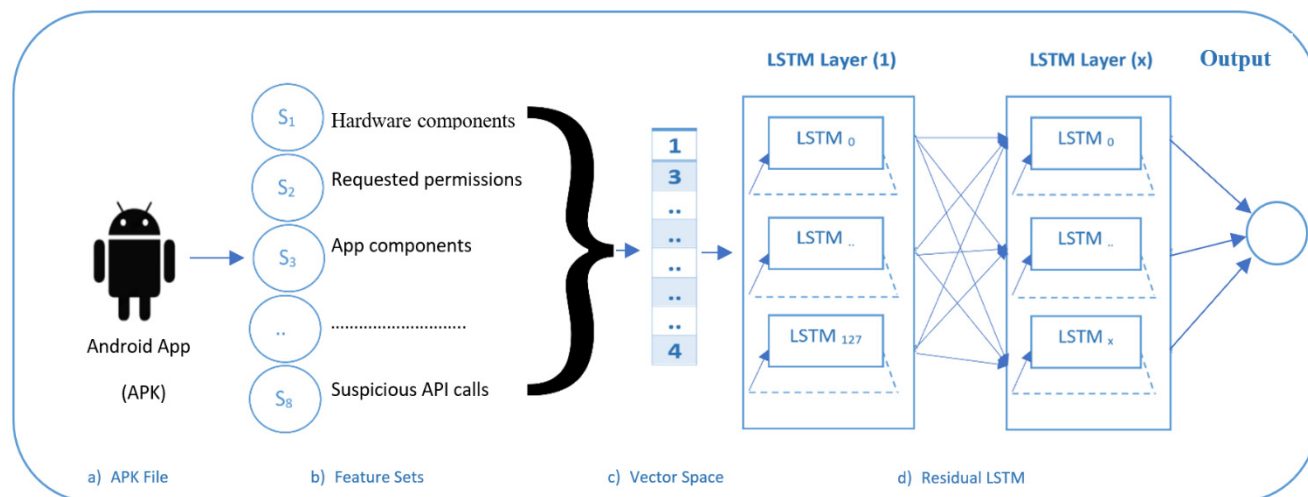 LSTM Layer (1)
LSTM Layer (x)
Output
S1
Hardware components
S2
Requested permissions
S3
App components
..
..............................
S8
Suspicious API calls
Android App
(APK)
1
3
..
..
..
..
..
4
LSTM 0
LSTM ..
LSTM 127
LSTM 0
LSTM ..
LSTM x
a) APK File
b) Feature Sets
c) Vector Space
d) Residual LSTM